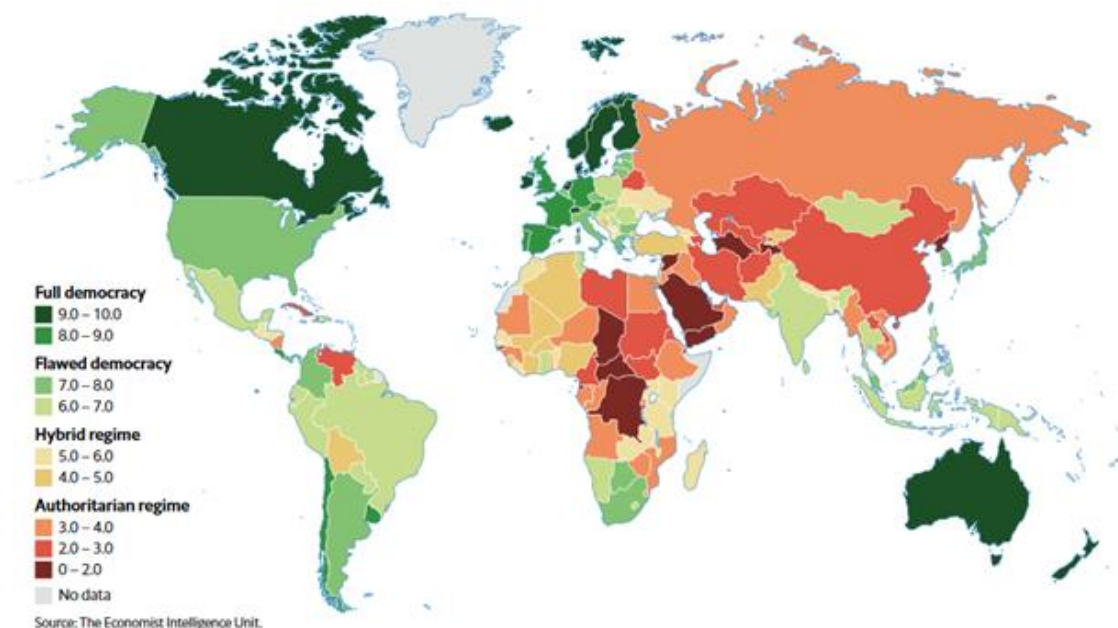 Full democracy
9.0 – 10.0
8.0 – 9.0
Flawed democracy
7.0 – 8.0
6.0 – 7.0
Hybrid regime
5.0 – 6.0
4.0 – 5.0
Authoritarian regime
3.0 – 4.0
2.0 – 3.0
0 – 2.0
No data
Source: The Economist Intelligence Unit.